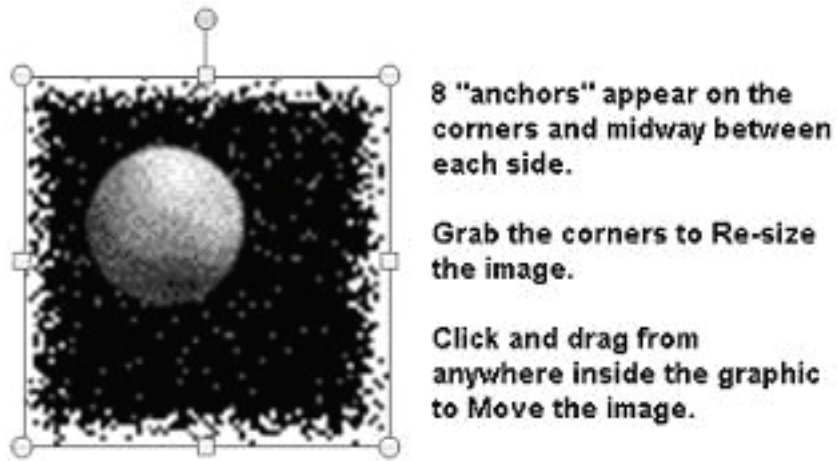 8 "anchors" appear on the
corners and midway between
each side.
Grab the corners to Re-size
the image.
Click and drag from
anywhere inside the graphic
to Move the image.